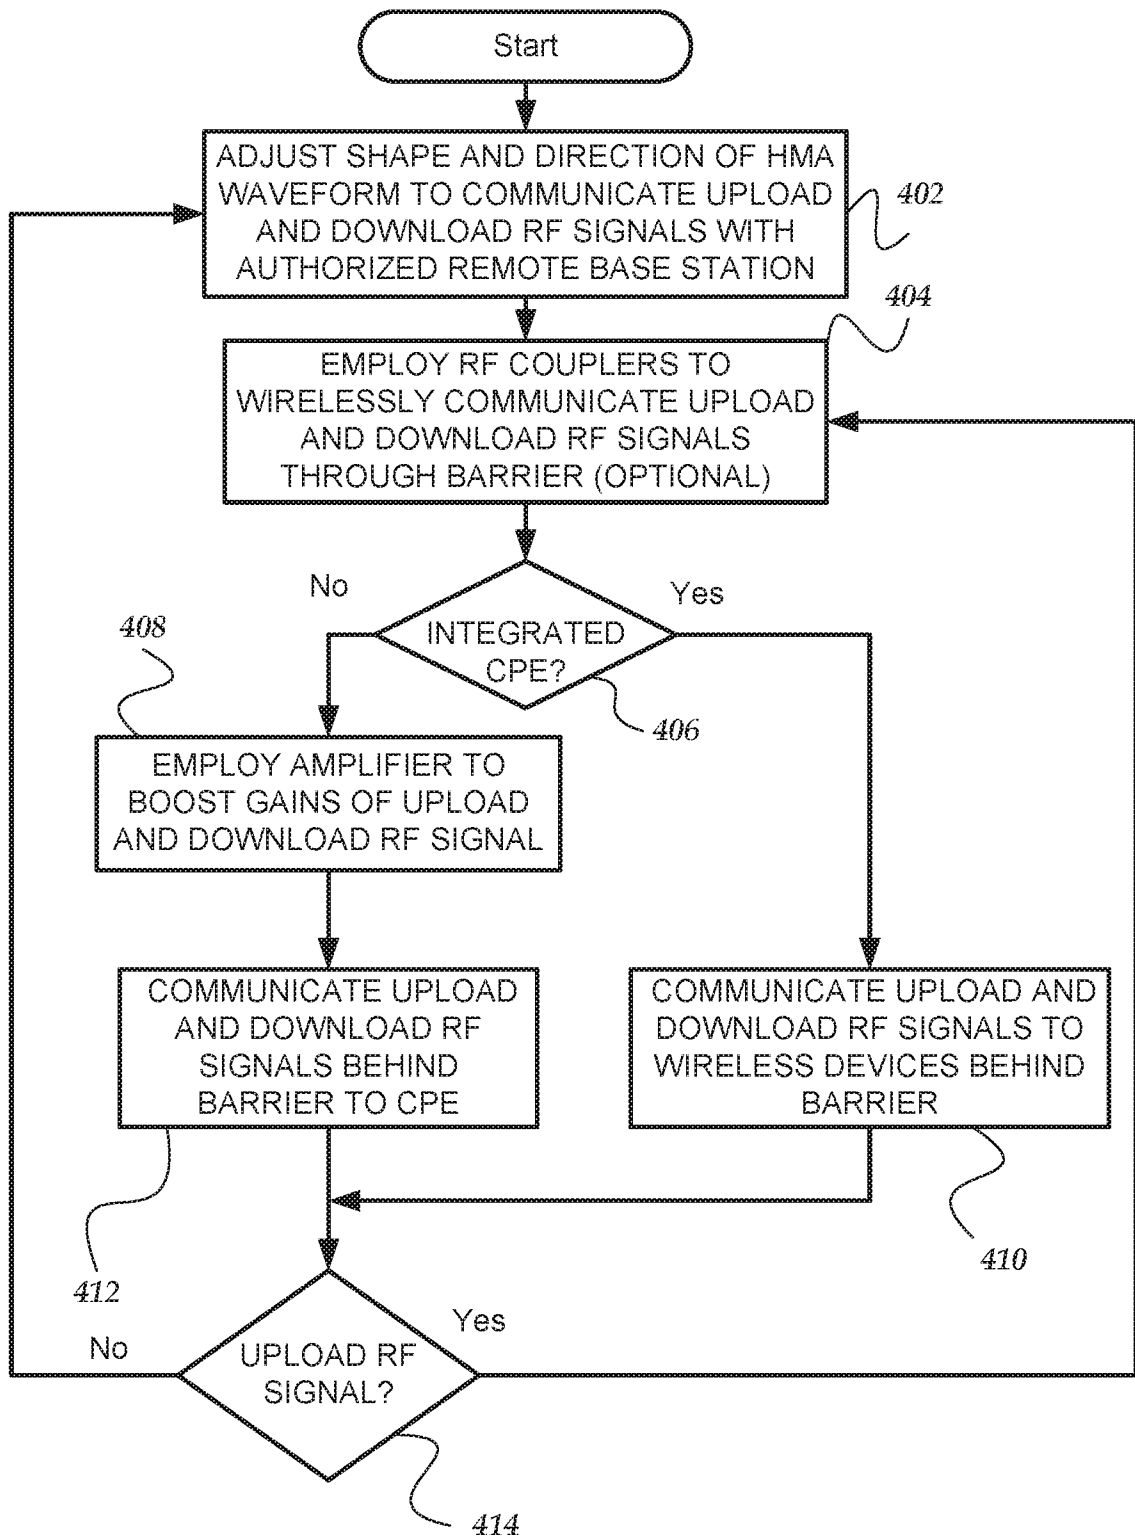 Start
ADJUST SHAPE AND DIRECTION OF HMA
WAVEFORM TO COMMUNICATE UPLOAD
AND DOWNLOAD RF SIGNALS WITH
AUTHORIZED REMOTE BASE STATION
402
404
EMPLOY RF COUPLERS TO
WIRELESSLY COMMUNICATE UPLOAD
AND DOWNLOAD RF SIGNALS
THROUGH BARRIER (OPTIONAL)
No
Yes
INTEGRATED
CPE?
406
408
EMPLOY AMPLIFIER TO
BOOST GAINS OF UPLOAD
AND DOWNLOAD RF SIGNAL
COMMUNICATE UPLOAD
AND DOWNLOAD RF
SIGNALS BEHIND
BARRIER TO CPE
412
COMMUNICATE UPLOAD AND
DOWNLOAD RF SIGNALS TO
WIRELESS DEVICES BEHIND
BARRIER
410
No
Yes
UPLOAD RF
SIGNAL?
414